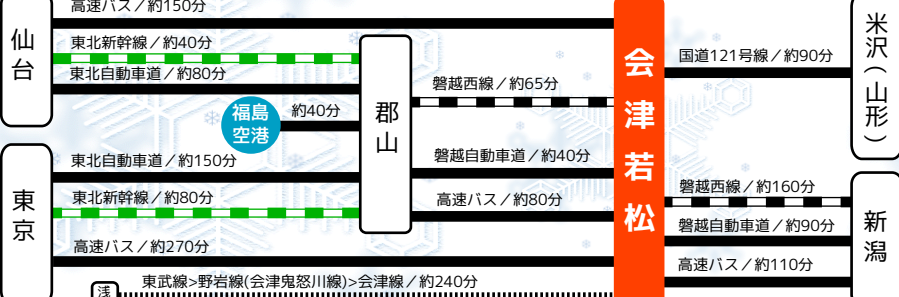 高速バス／約150分
仙台
東北新幹線／約40分
東北自動車道／約80分
福島
空港
約40分
郡山
磐越西線／約65分
磐越自動車道／約40分
高速バス／約80分
会津若松
国道121号線／約90分
米沢(山形)
東京
東北自動車道／約150分
東北新幹線／約80分
高速バス／約270分
浅
東武線>野岩線(会津鬼怒川線)>会津線／約240分
磐越西線／約160分
磐越自動車道／約90分
高速バス／約110分
新潟